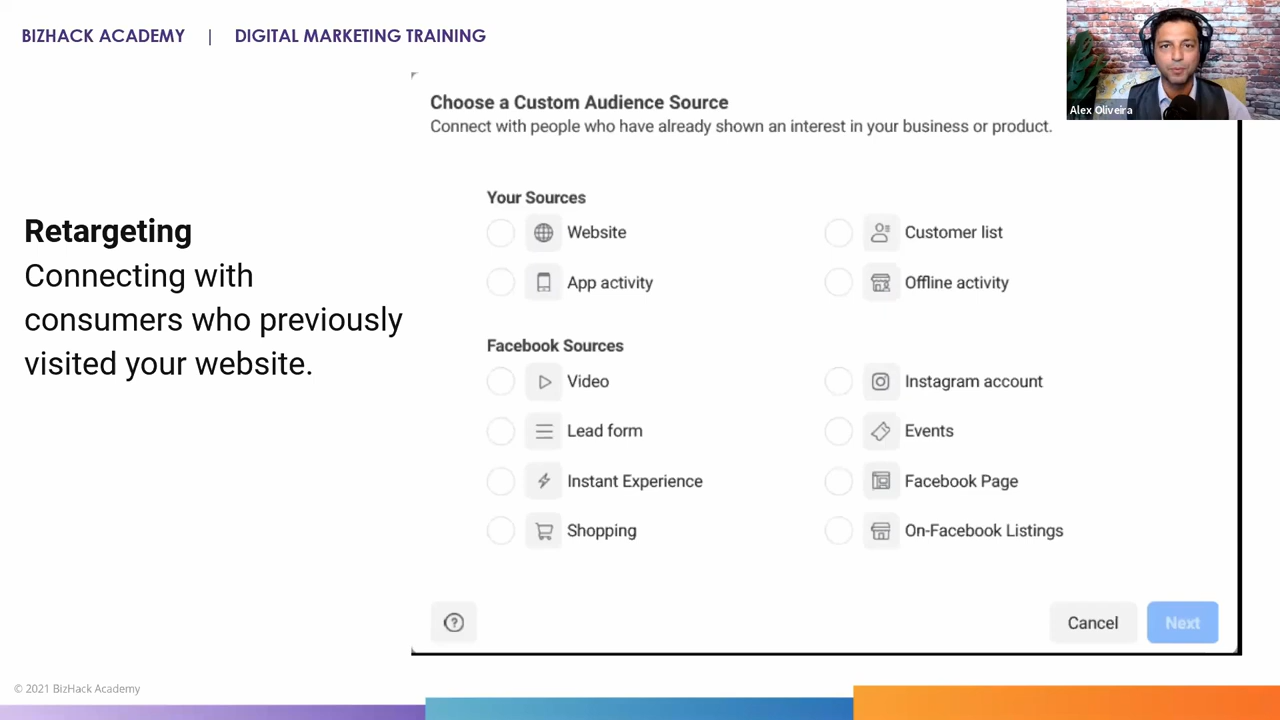 BIZHACK ACADEMY | DIGITAL MARKETING TRAINING
Alex Oliveira
Retargeting
Connecting with
consumers who previously
visited your website.
Choose a Custom Audience Source
Connect with people who have already shown an interest in your business or product.
Your Sources
Website
Customer list
App activity
Offline activity
Facebook Sources
Video
Instagram account
Lead form
Events
Instant Experience
Facebook Page
Shopping
On-Facebook Listings
Cancel
Next
© 2021 BizHack Academy